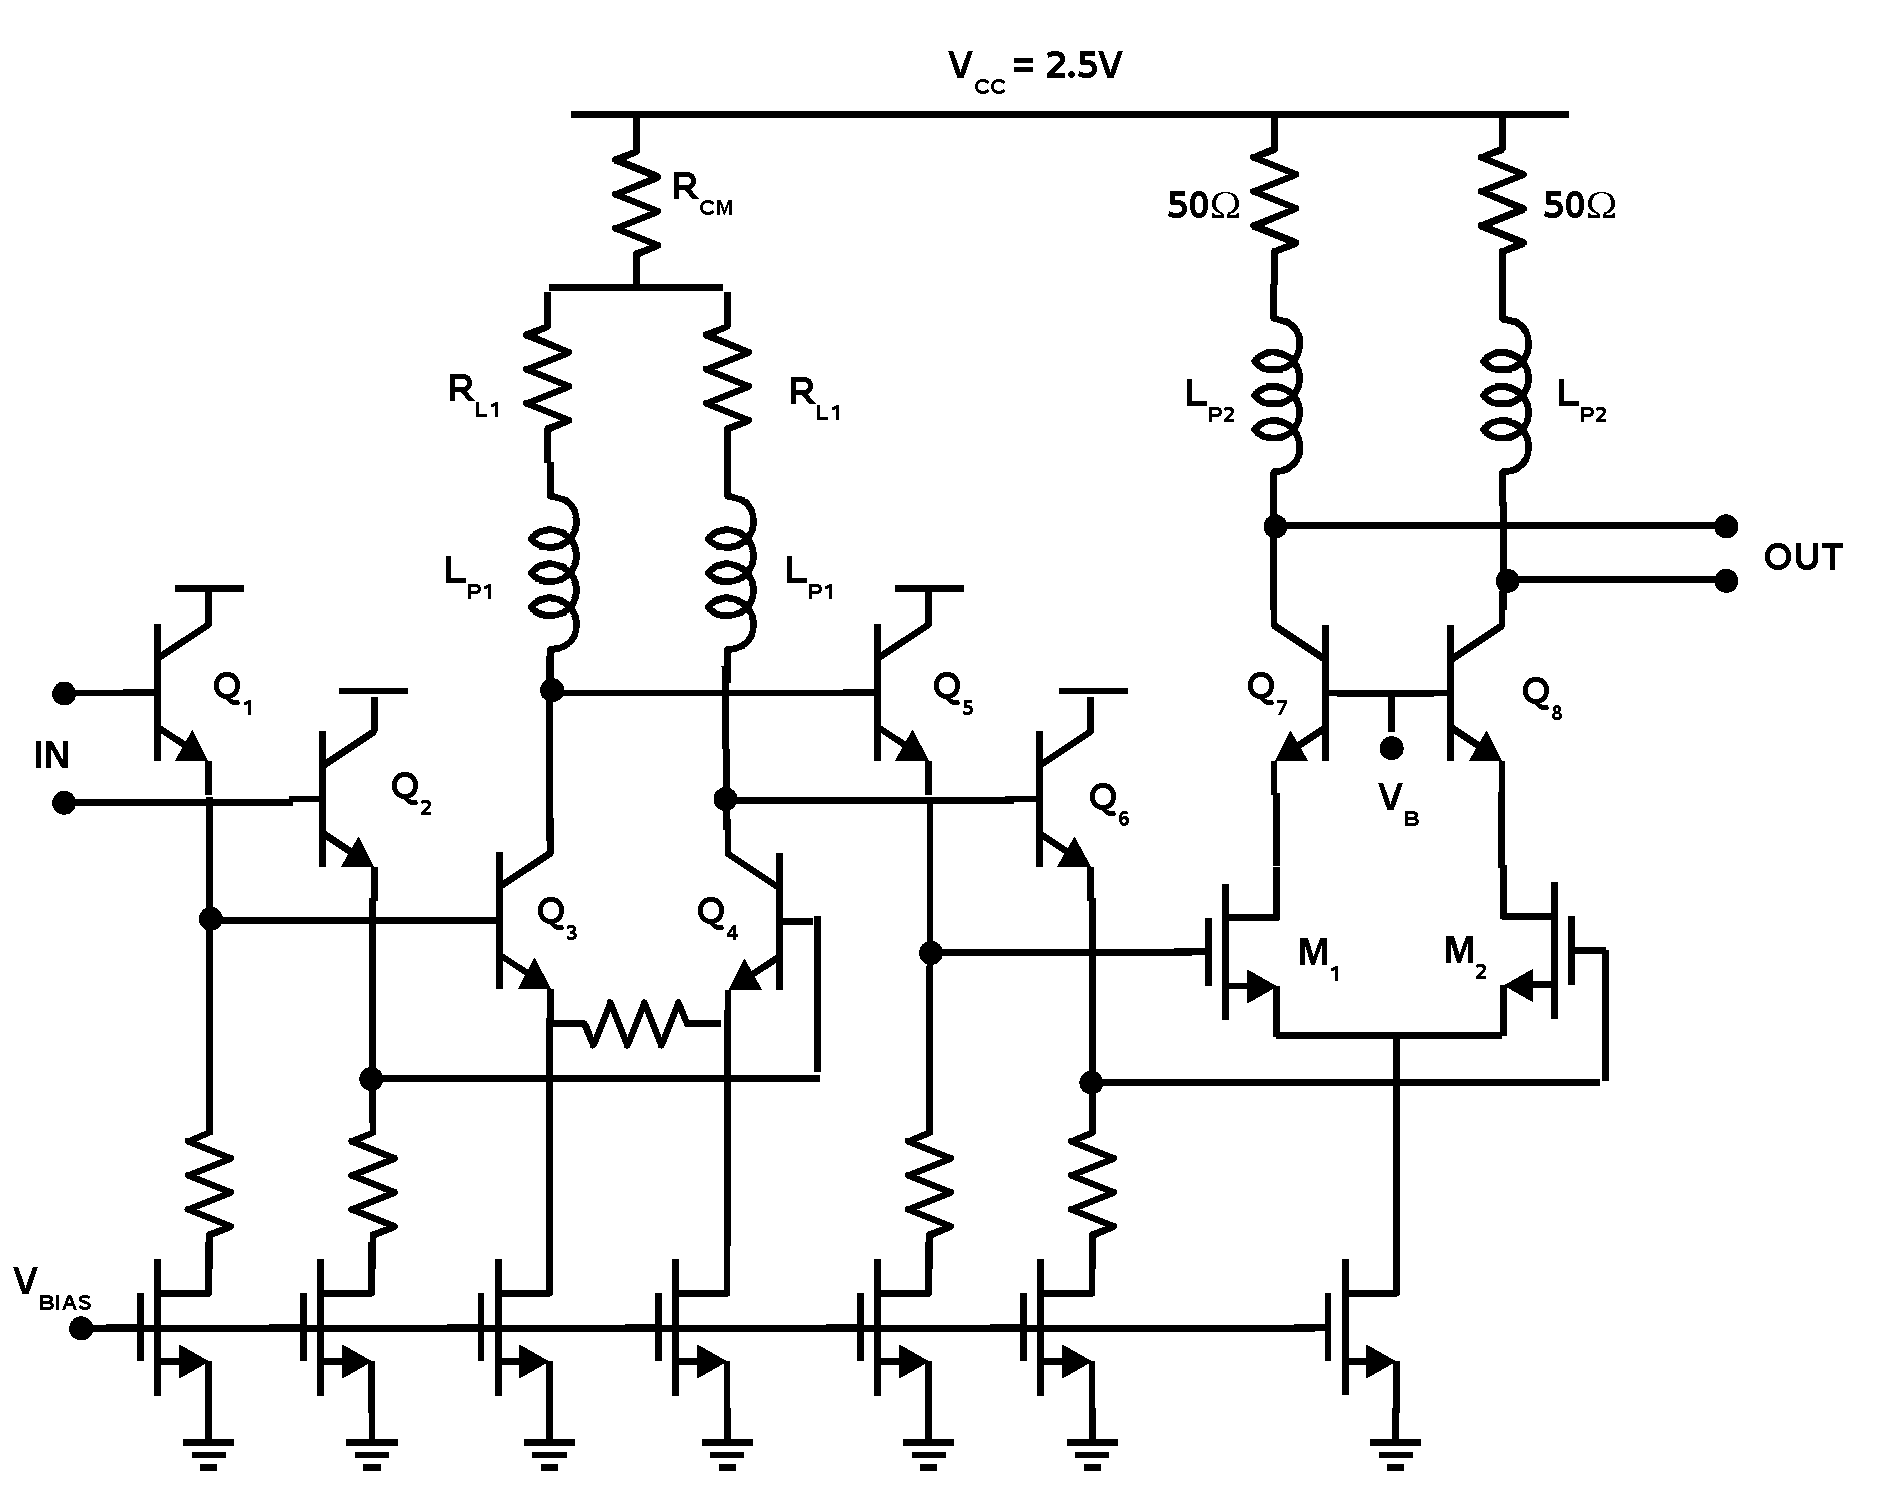 V_CC = 2.5V
R_CM
50Ω
50Ω
R_L1
R_L1
L_P2
L_P2
L_P1
L_P1
OUT
Q_1
Q_5
Q_7
Q_8
IN
Q_2
Q_6
V_B
Q_3
Q_4
M_1
M_2
V_BIAS